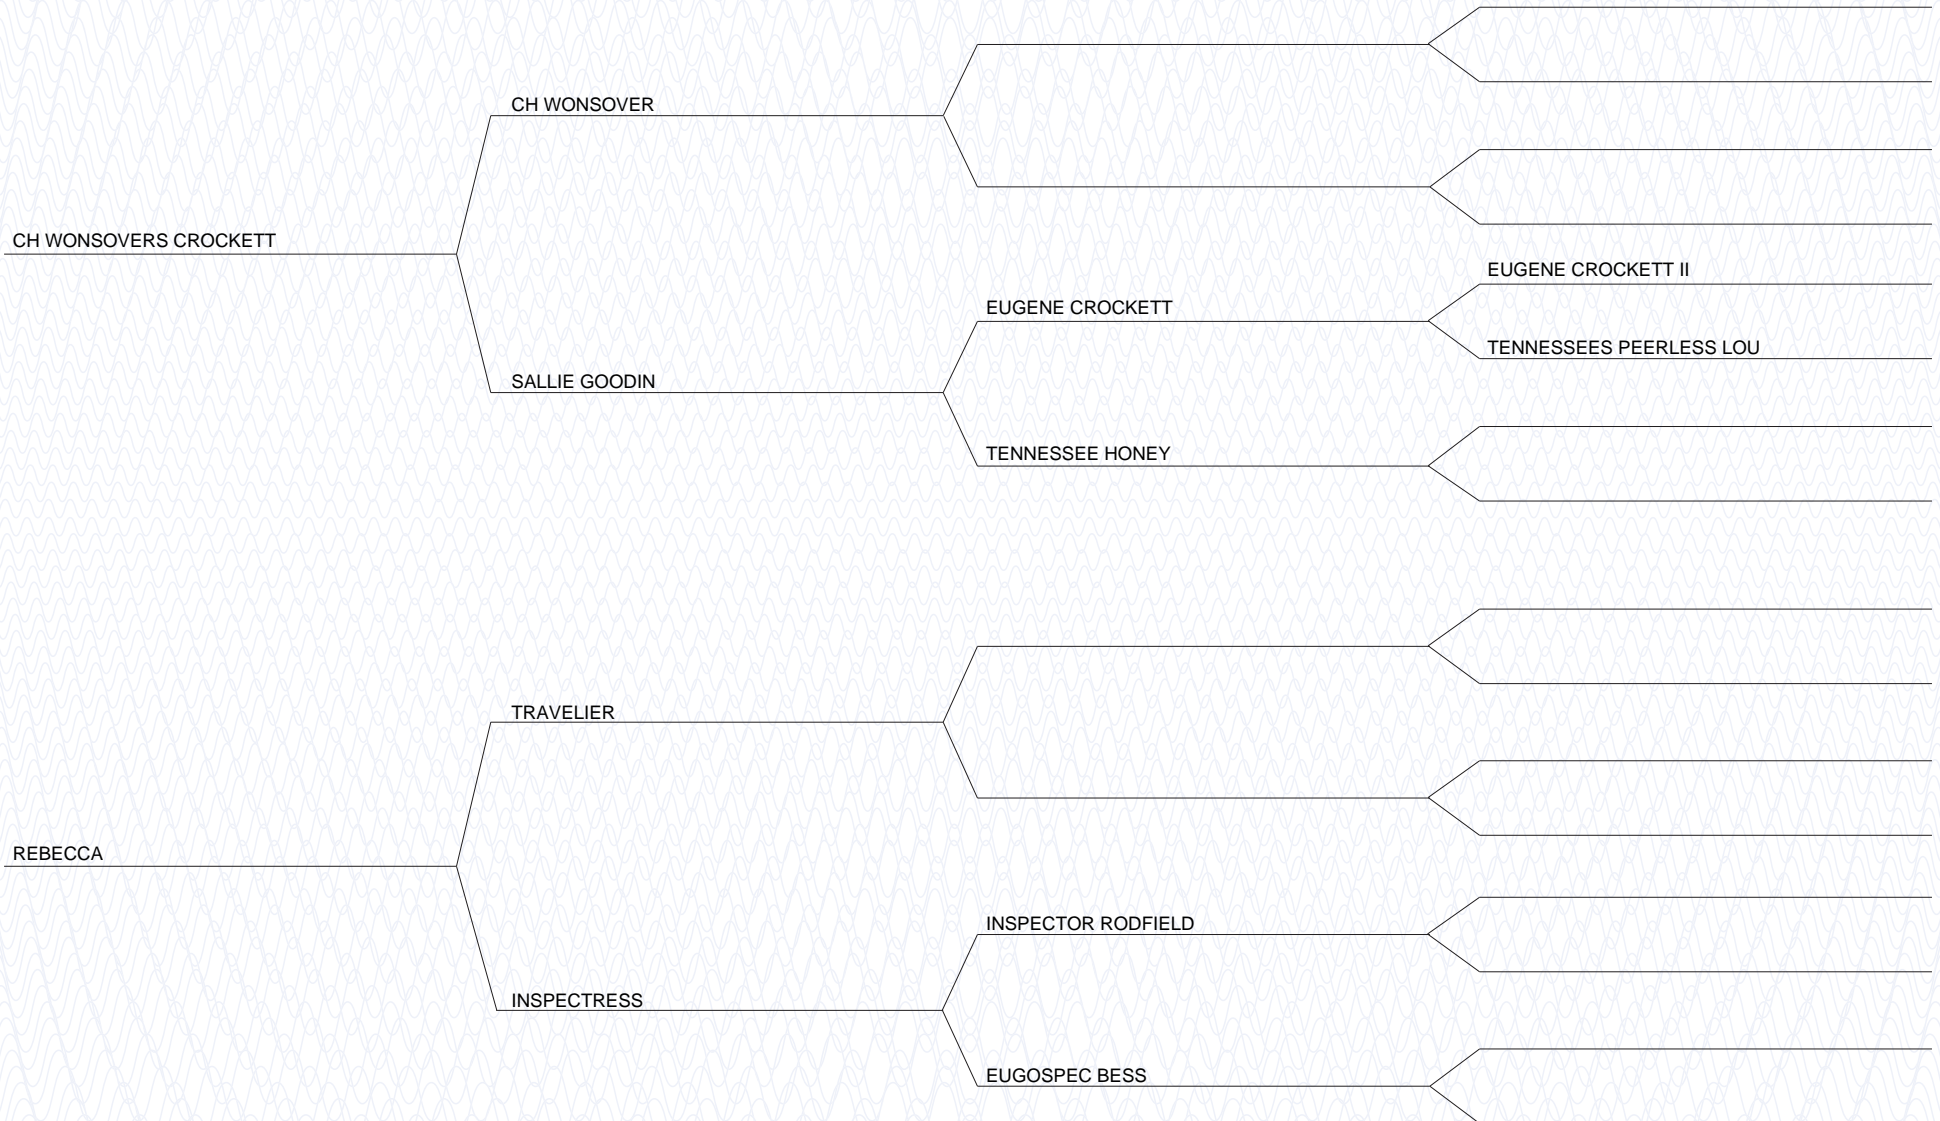 CH WONSOVER
CH WONSOVERS CROCKETT
EUGENE CROCKETT II
EUGENE CROCKETT
TENNESSEES PEERLESS LOU
SALLIE GOODIN
TENNESSEE HONEY
TRAVELIER
REBECCA
INSPECTOR RODFIELD
INSPECTRESS
EUGOSPEC BESS